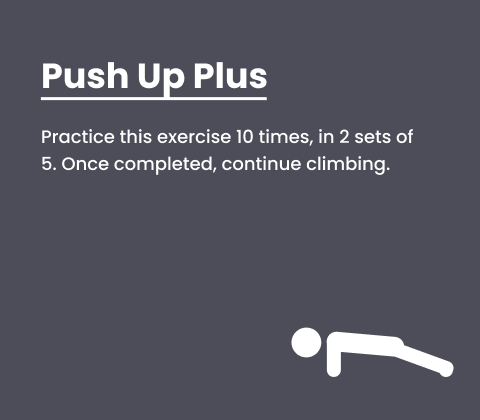 Push Up Plus
Practice this exercise 10 times, in 2 sets of
5. Once completed, continue climbing.